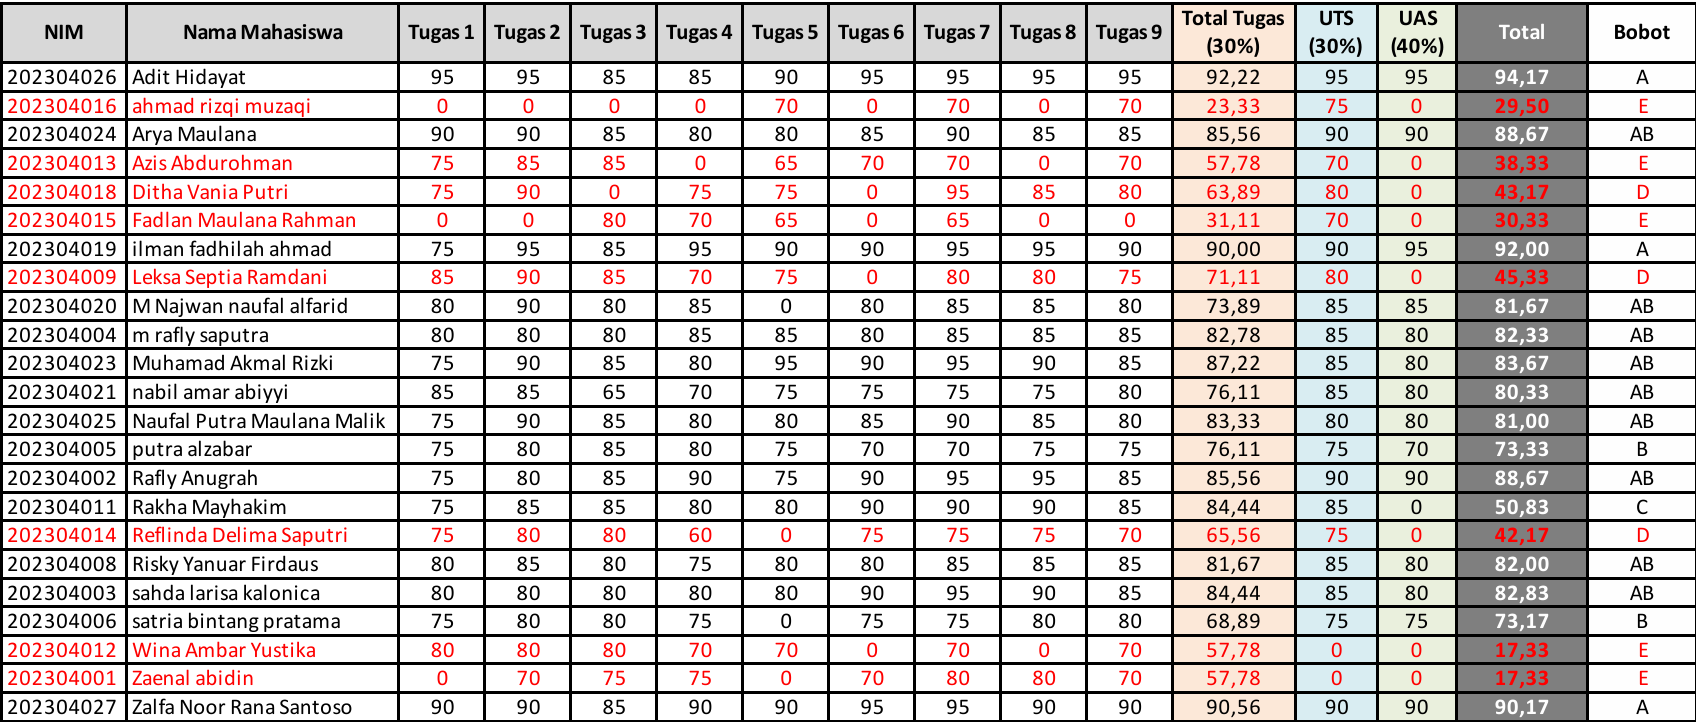 NIM Nama Mahasiswa Tugas 1 Tugas 2 Tugas 3 Tugas 4 Tugas 5 Tugas 6 Tugas 7 Tugas 8 Tugas 9 Total Tugas (30%) UTS (30%) UAS (40%) Total Bobot
202304026 Adit Hidayat 95 95 85 85 90 95 95 95 95 92,22 95 95 94,17 A
202304016 ahmad rizqi muzaqi 0 0 0 0 70 0 70 0 70 23,33 75 0 29,50 E
202304024 Arya Maulana 90 90 85 80 80 85 90 85 85 85,56 90 90 88,67 AB
202304013 Azis Abdurohman 75 85 85 0 65 70 70 0 70 57,78 70 0 38,33 E
202304018 Ditha Vania Putri 75 90 0 75 75 0 95 85 80 63,89 80 0 43,17 D
202304015 Fadlan Maulana Rahman 0 0 80 70 65 0 65 0 0 31,11 70 0 30,33 E
202304019 ilman fadhilah ahmad 75 95 85 95 90 90 95 95 90 90,00 90 95 92,00 A
202304009 Leksa Septia Ramdani 85 90 85 70 75 0 80 80 75 71,11 80 0 45,33 D
202304020 M Najwan naufal alfarid 80 90 80 85 0 80 85 85 80 73,89 85 85 81,67 AB
202304004 m rafly saputra 80 80 80 85 85 80 85 85 85 82,78 85 80 82,33 AB
202304023 Muhamad Akmal Rizki 75 90 85 80 95 90 95 90 85 87,22 85 80 83,67 AB
202304021 nabil amar abiyyi 85 85 65 70 75 75 75 75 80 76,11 85 80 80,33 AB
202304025 Naufal Putra Maulana Malik 75 90 85 80 80 85 90 85 80 83,33 80 80 81,00 AB
202304005 putra alzabar 75 80 85 80 75 70 70 75 75 76,11 75 70 73,33 B
202304002 Rafly Anugrah 75 80 85 90 75 90 95 95 85 85,56 90 90 88,67 AB
202304011 Rakha Mayhakim 75 85 85 80 80 90 90 90 85 84,44 85 0 50,83 C
202304014 Reflinda Delima Saputri 75 80 80 60 0 75 75 75 70 65,56 75 0 42,17 D
202304008 Risky Yanuar Firdaus 80 85 80 75 80 80 85 85 85 81,67 85 80 82,00 AB
202304003 sahda larisa kalonica 80 80 80 80 80 90 95 90 85 84,44 85 80 82,83 AB
202304006 satria bintang pratama 75 80 80 75 0 75 75 80 80 68,89 75 75 73,17 B
202304012 Wina Ambar Yustika 80 80 80 70 70 0 70 0 70 57,78 0 0 17,33 E
202304001 Zaenal abidin 0 70 75 75 0 70 80 80 70 57,78 0 0 17,33 E
202304027 Zalfa Noor Rana Santoso 90 90 85 90 90 95 95 90 90 90,56 90 90 90,17 A